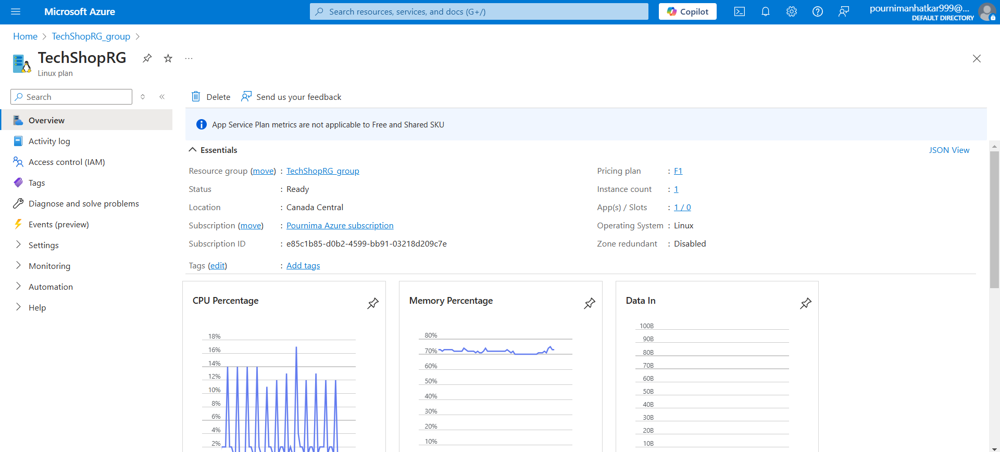 Microsoft Azure
Search resources, services, and docs (G+/)
Copilot
pournimanhatkar999@...
DEFAULT DIRECTORY
Home > TechShopRG_group >
TechShopRG
Linux plan
Search
Delete
Send us your feedback
Overview
Activity log
Access control (IAM)
Tags
Diagnose and solve problems
Events (preview)
Settings
Monitoring
Automation
Help
App Service Plan metrics are not applicable to Free and Shared SKU
Essentials
JSON View
Resource group (move) : TechShopRG_group
Status : Ready
Location : Canada Central
Subscription (move) : Pournima Azure subscription
Subscription ID : e85c1b85-d0b2-4599-bb91-03218d209c7e
Tags (edit) : Add tags
Pricing plan : F1
Instance count : 1
App(s) / Slots : 1 / 0
Operating System : Linux
Zone redundant : Disabled
CPU Percentage
18%
16%
14%
12%
10%
8%
6%
4%
2%
Memory Percentage
80%
70%
60%
50%
40%
30%
20%
10%
Data In
100B
90B
80B
70B
60B
50B
40B
30B
20B
10B